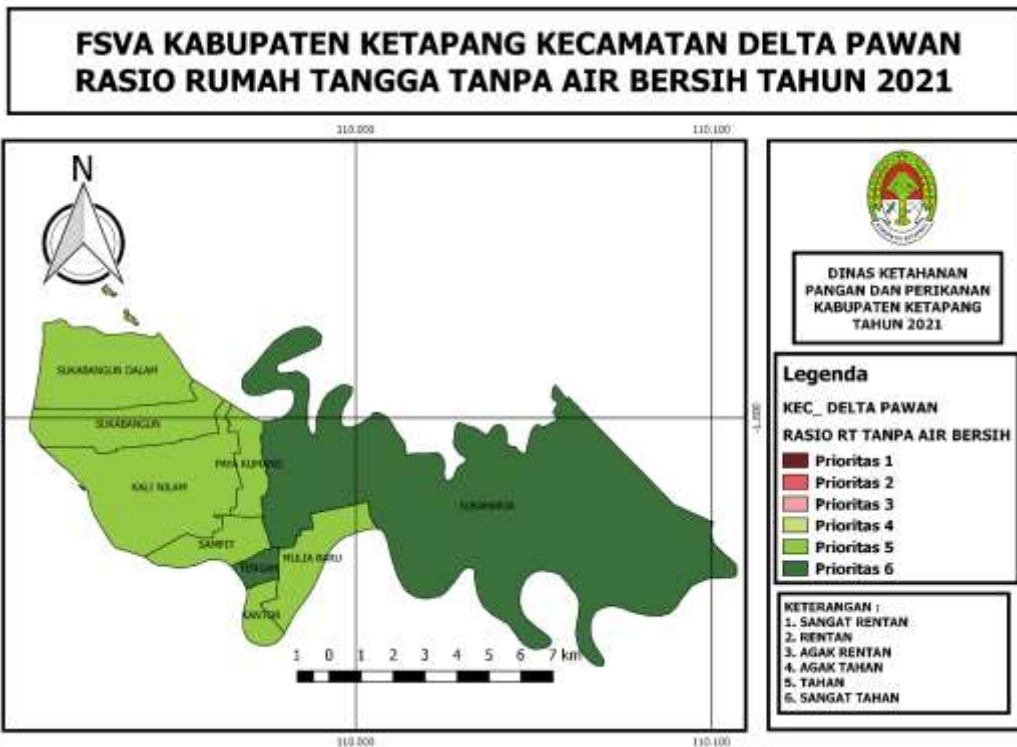 FSVA KABUPATEN KETAPANG KECAMATAN DELTA PAWAN
RASIO RUMAH TANGGA TANPA AIR BERSIH TAHUN 2021
110.000
110.100
N
SUKABANGUN DALAM
SUKABANGUN
PAYA KUMANG
KALI NILAM
SUKAHARJA
SAMPIT
MULIA BARU
TENGAH
KANTOR
1 0 1 2 3 4 5 6 7 km
-1.800
110.000
110.100
DINAS KETAHANAN
PANGAN DAN PERIKANAN
KABUPATEN KETAPANG
TAHUN 2021
Legenda
KEC_ DELTA PAWAN
RASIO RT TANPA AIR BERSIH
Prioritas 1
Prioritas 2
Prioritas 3
Prioritas 4
Prioritas 5
Prioritas 6
KETERANGAN :
1. SANGAT RENTAN
2. RENTAN
3. AGAK RENTAN
4. AGAK TAHAN
5. TAHAN
6. SANGAT TAHAN